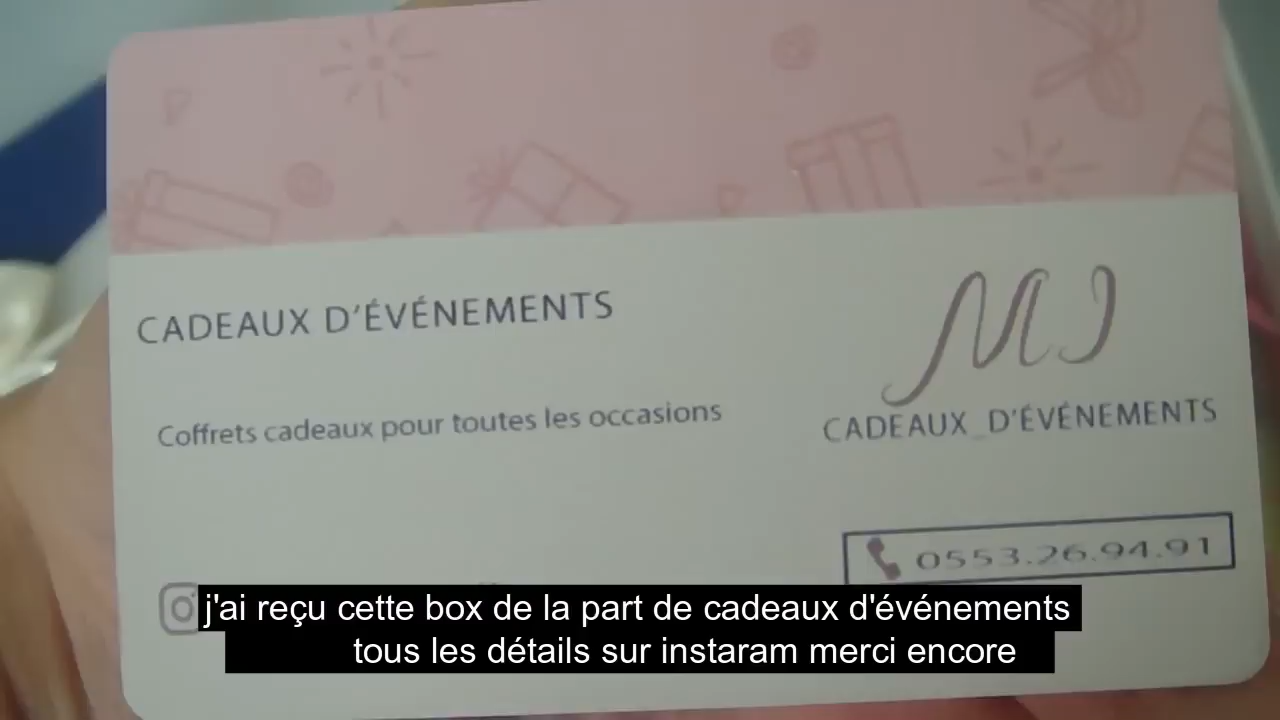 CADEAUX D'ÉVÉNEMENTS
Coffrets cadeaux pour toutes les occasions
MJ
CADEAUX_D'ÉVÉNEMENTS
0553.26.94.91
j'ai reçu cette box de la part de cadeaux d'événements
tous les détails sur instaram merci encore